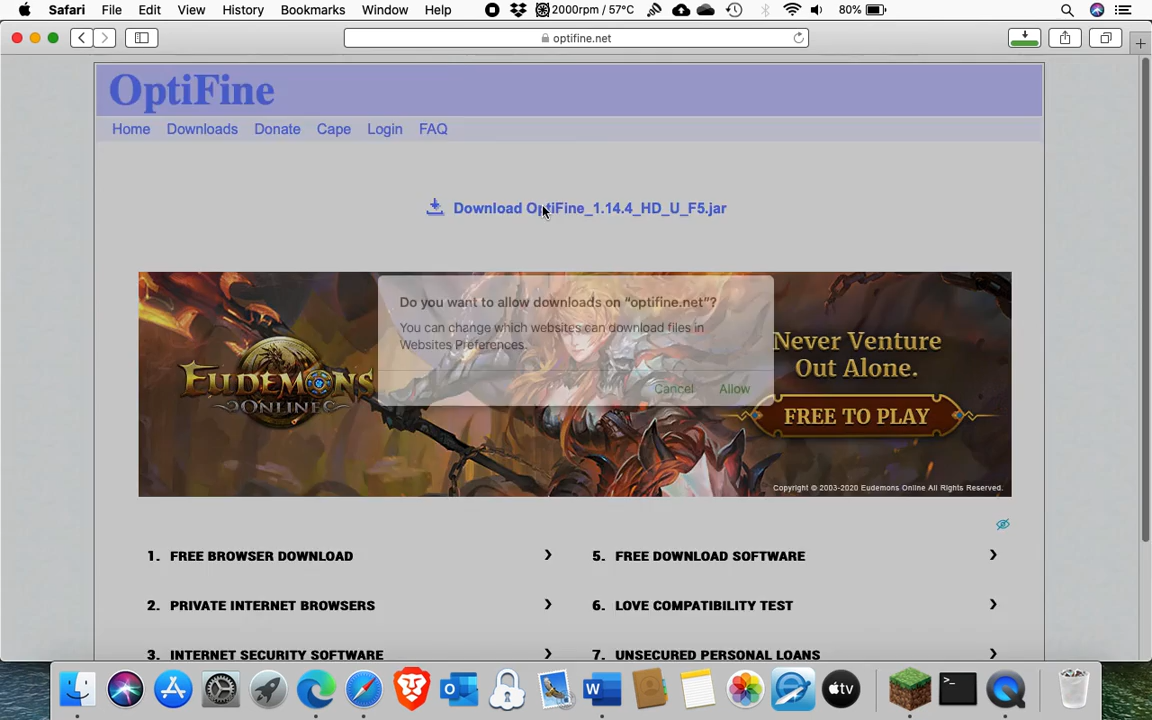 Safari File Edit View History Bookmarks Window Help 2000rpm / 57°C 80%
optifine.net
OptiFine
Home Downloads Donate Cape Login FAQ
Download OptiFine_1.14.4_HD_U_F5.jar
Do you want to allow downloads on “optifine.net”?
You can change which websites can download files in
Websites Preferences.
Cancel Allow
EUDEMONS
ONLINE
Never Venture
Out Alone.
FREE TO PLAY
Copyright © 2003-2020 Eudemons Online All Rights Reserved.
1. FREE BROWSER DOWNLOAD
2. PRIVATE INTERNET BROWSERS
3. INTERNET SECURITY SOFTWARE
5. FREE DOWNLOAD SOFTWARE
6. LOVE COMPATIBILITY TEST
7. UNSECURED PERSONAL LOANS
tv